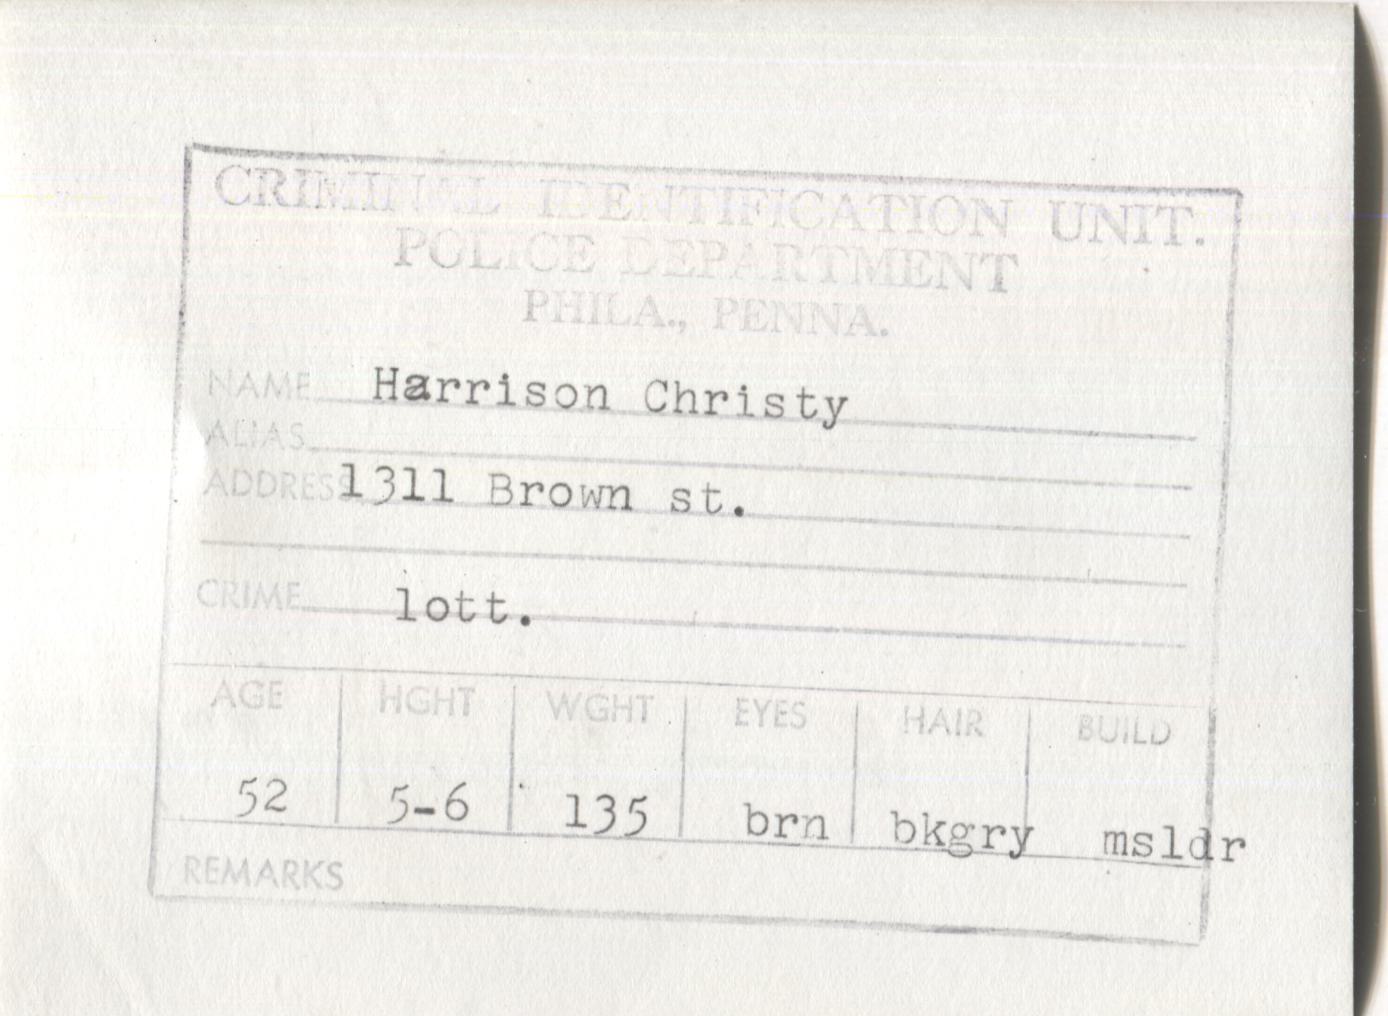 CRIMINAL IDENTIFICATION UNIT.
POLICE DEPARTMENT
PHILA., PENNA.
NAME Harrison Christy
ALIAS
ADDRESS 1311 Brown st.
CRIME lott.
AGE HGHT WGHT EYES HAIR BUILD
52 5-6 135 brn bkgry msldr
REMARKS